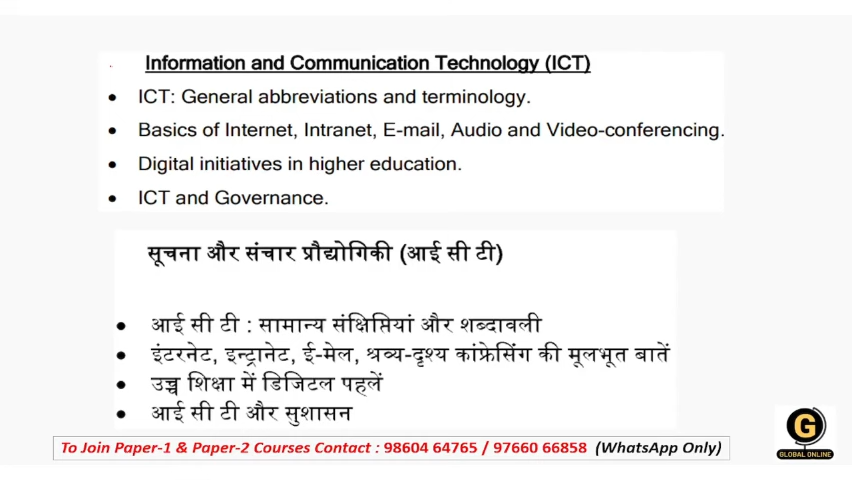 Information and Communication Technology (ICT)
• ICT: General abbreviations and terminology.
• Basics of Internet, Intranet, E-mail, Audio and Video-conferencing.
• Digital initiatives in higher education.
• ICT and Governance.
सूचना और संचार प्रौद्योगिकी (आई सी टी)
• आई सी टी : सामान्य संक्षिप्तियां और शब्दावली
• इंटरनेट, इन्ट्रानेट, ई-मेल, श्रव्य-दृश्य कांफ्रेसिंग की मूलभूत बातें
• उच्च शिक्षा में डिजिटल पहलें
• आई सी टी और सुशासन
To Join Paper-1 & Paper-2 Courses Contact : 98604 64765 / 97660 66858 (WhatsApp Only)
G
GLOBAL ONLINE